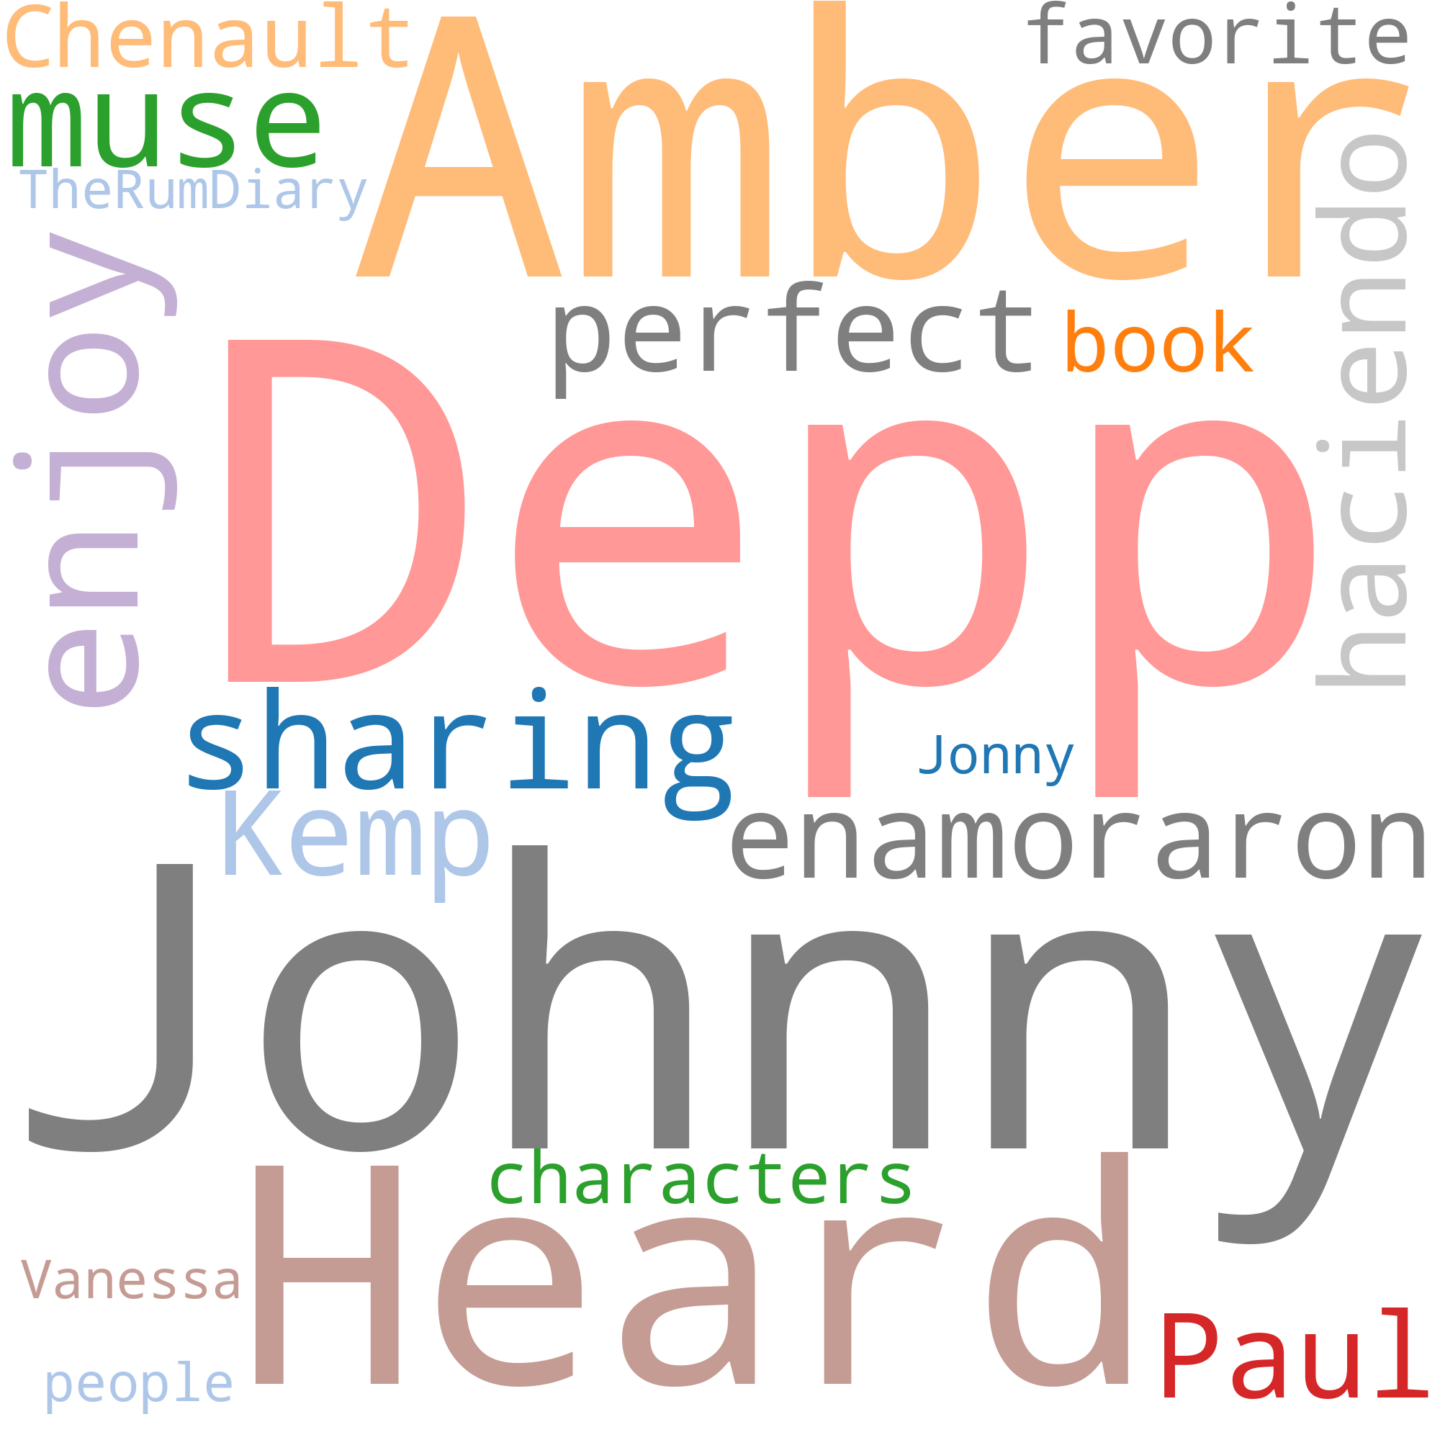 Chenault
Amber
favorite
muse
TheRumDiary
haciendo
enjoy
perfect
book
Depp
sharing
Jonny
Kemp
enamoraron
Johnny
characters
Heard
Vanessa
Paul
people